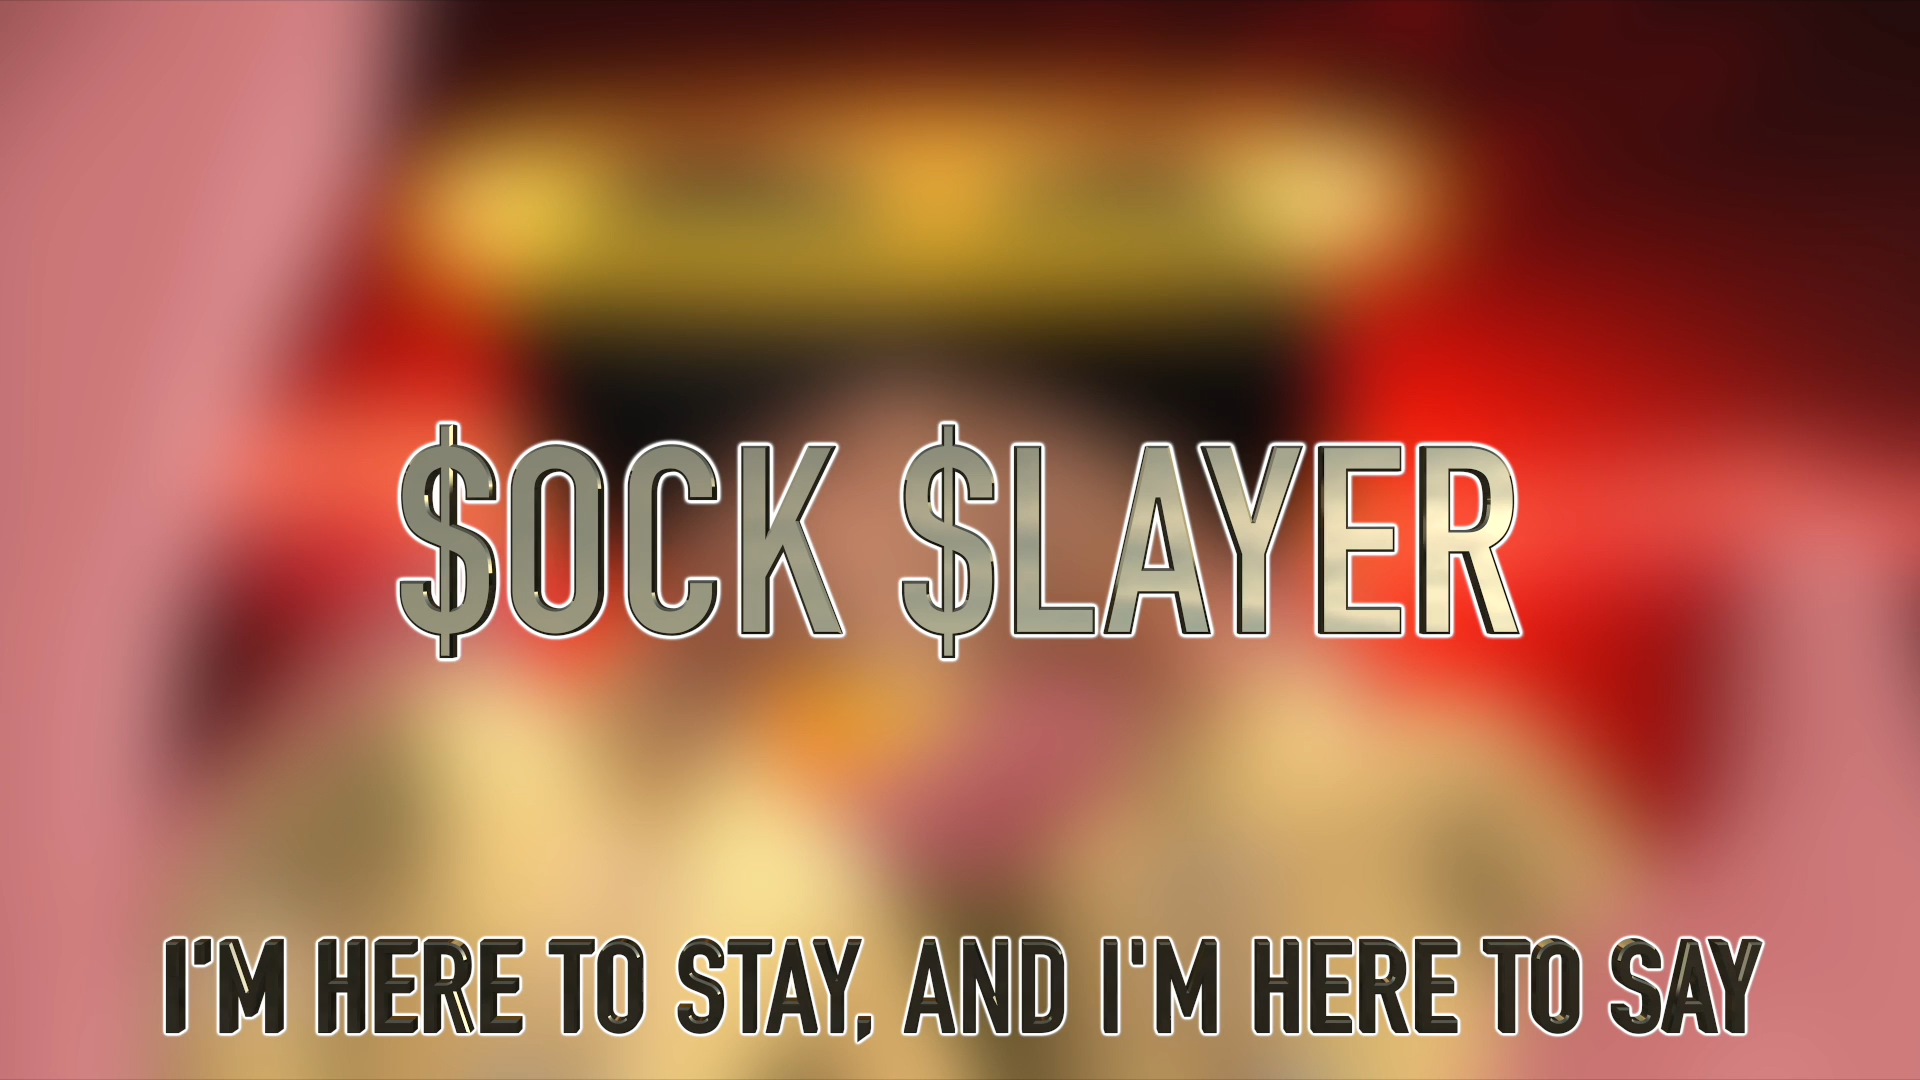 $OCK $LAYER
I'M HERE TO STAY, AND I'M HERE TO SAY